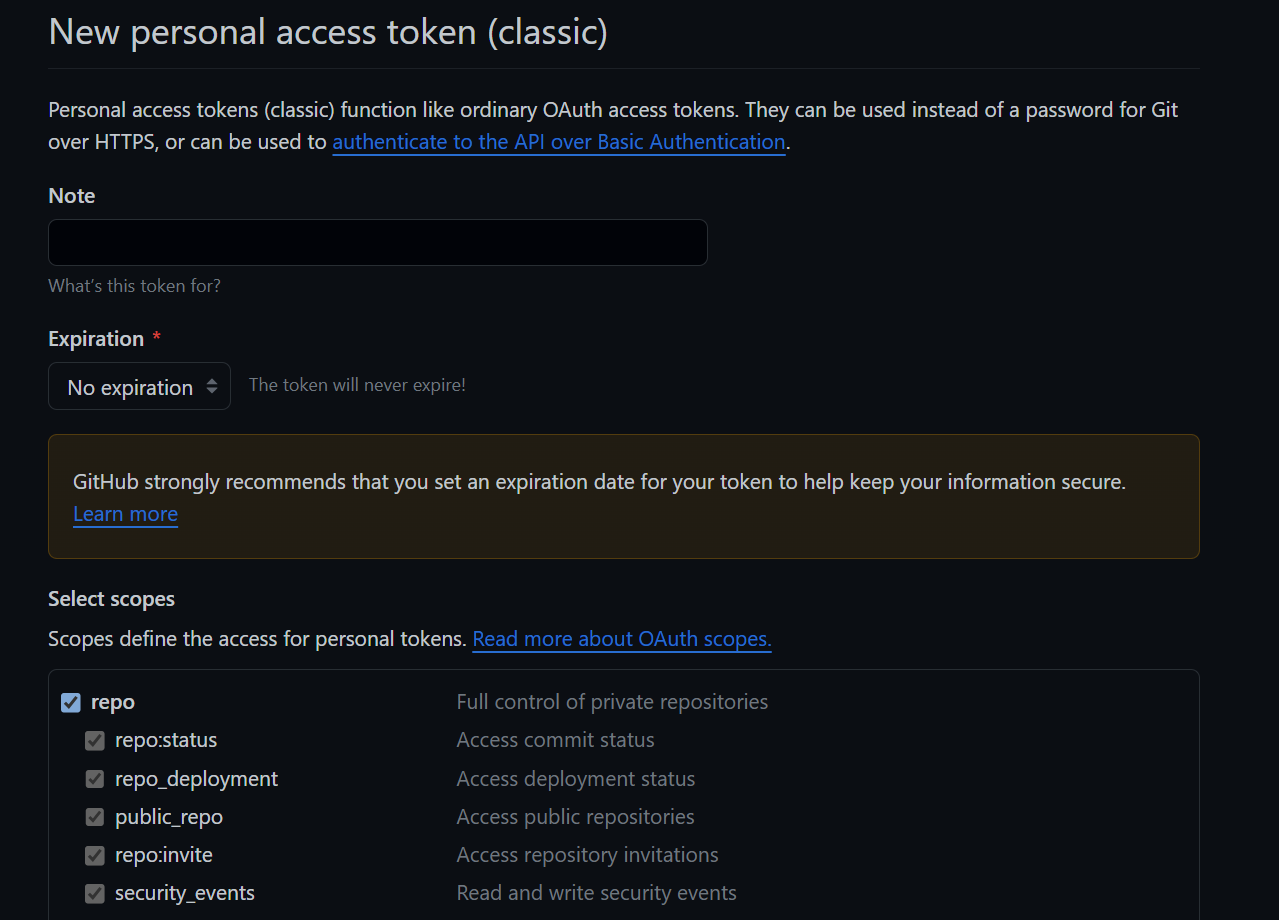 New personal access token (classic)
Personal access tokens (classic) function like ordinary OAuth access tokens. They can be used instead of a password for Git
over HTTPS, or can be used to authenticate to the API over Basic Authentication.
Note
What's this token for?
Expiration *
No expiration The token will never expire!
GitHub strongly recommends that you set an expiration date for your token to help keep your information secure.
Learn more
Select scopes
Scopes define the access for personal tokens. Read more about OAuth scopes.
repo Full control of private repositories
repo:status Access commit status
repo_deployment Access deployment status
public_repo Access public repositories
repo:invite Access repository invitations
security_events Read and write security events